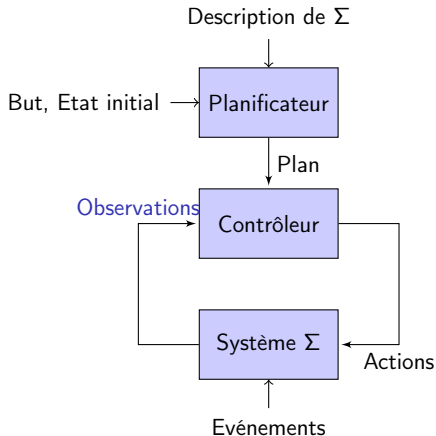 Description de Σ
But, Etat initial
Planificateur
Plan
Observations
Contrôleur
Système Σ
Actions
Evénements